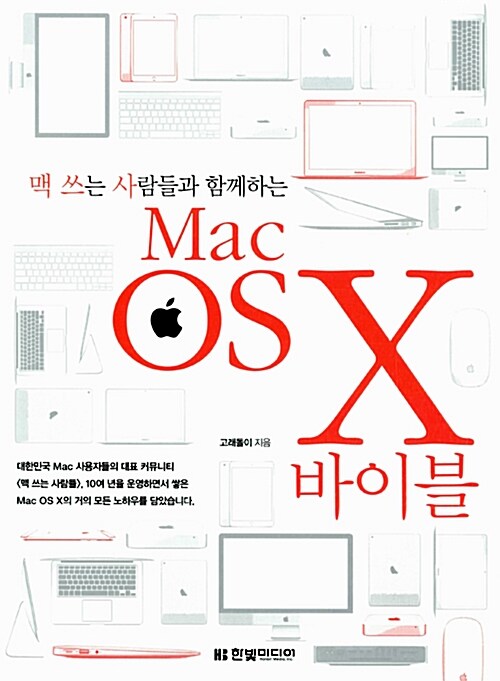 맥 쓰는 사람들과 함께하는
Mac
OS X
바이블
고래돌이 지음
대한민국 Mac 사용자들의 대표 커뮤니티
〈맥 쓰는 사람들〉, 10여 년을 운영하면서 쌓은
Mac OS X의 거의 모든 노하우를 담았습니다.
HB 한빛미디어
Hanbit Media, Inc.